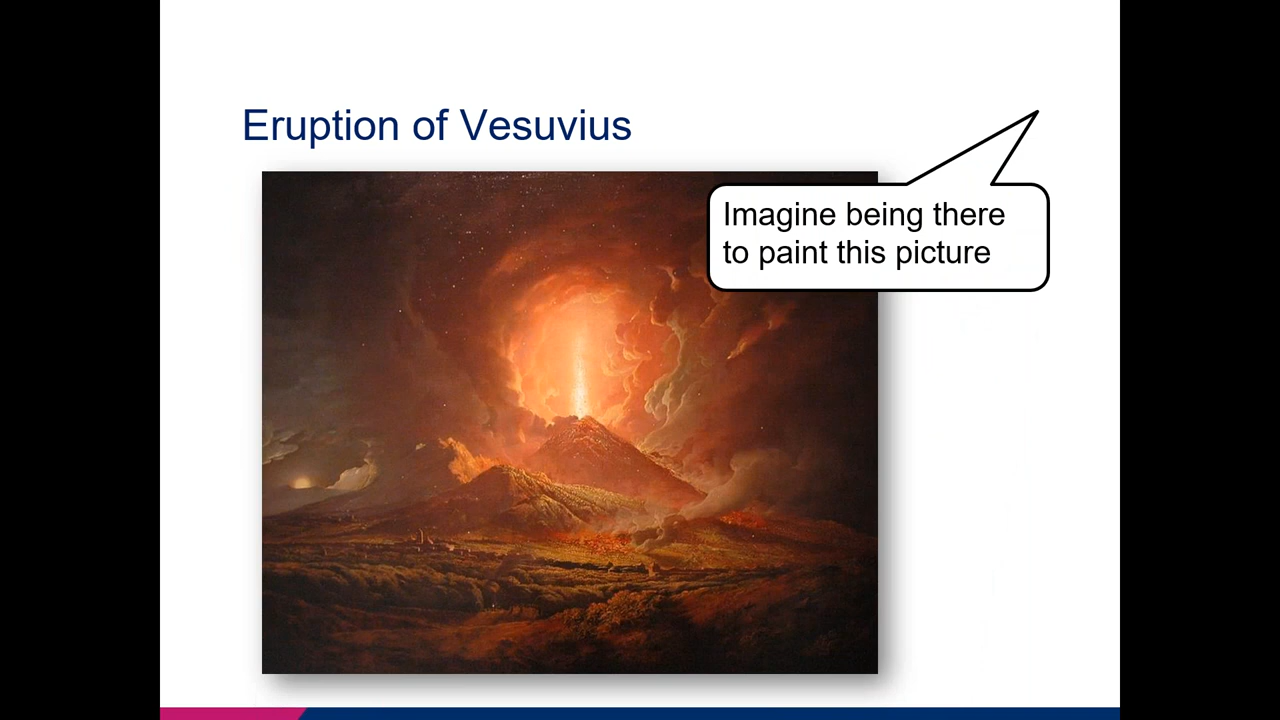 Eruption of Vesuvius
Imagine being there
to paint this picture